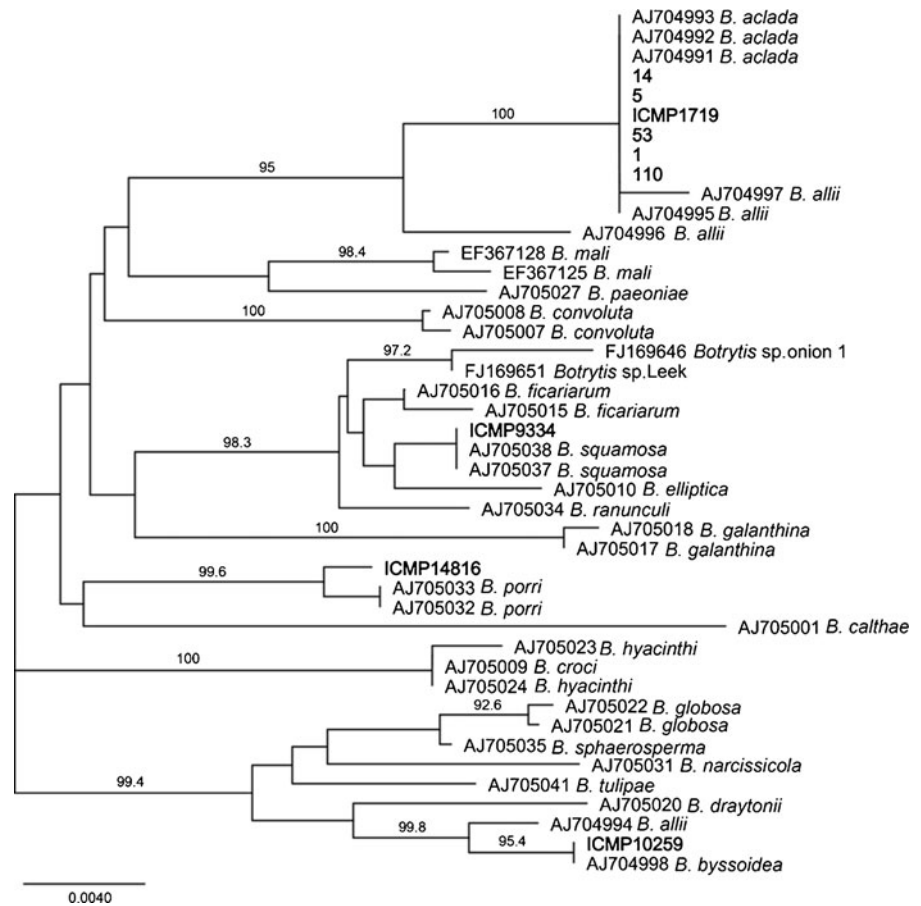 AJ704993 B. aclada
AJ704992 B. aclada
AJ704991 B. aclada
14
5
100
ICMP1719
53
1
110
95
AJ704997 B. allii
AJ704995 B. allii
AJ704996 B. allii
98.4
EF367128 B. mali
EF367125 B. mali
AJ705027 B. paeoniae
100
AJ705008 B. convoluta
AJ705007 B. convoluta
97.2
FJ169646 Botrytis sp.onion 1
FJ169651 Botrytis sp.Leek
AJ705016 B. ficariarum
AJ705015 B. ficariarum
ICMP9334
98.3
AJ705038 B. squamosa
AJ705037 B. squamosa
AJ705010 B. elliptica
AJ705034 B. ranunculi
100
AJ705018 B. galanthina
AJ705017 B. galanthina
99.6
ICMP14816
AJ705033 B. porri
AJ705032 B. porri
AJ705001 B. calthae
AJ705023 B. hyacinthi
100
AJ705009 B. croci
AJ705024 B. hyacinthi
92.6
AJ705022 B. globosa
AJ705021 B. globosa
AJ705035 B. sphaerosperma
AJ705031 B. narcissicola
99.4
AJ705041 B. tulipae
AJ705020 B. draytonii
99.8
AJ704994 B. allii
95.4
ICMP10259
AJ704998 B. byssoidea
0.0040